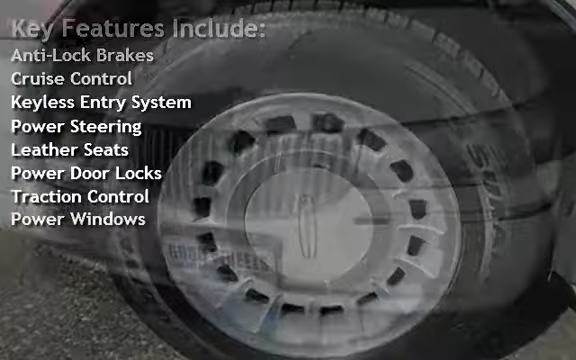 Key Features Include:
Anti-Lock Brakes
Cruise Control
Keyless Entry System
Power Steering
Leather Seats
Power Door Locks
Traction Control
Power Windows